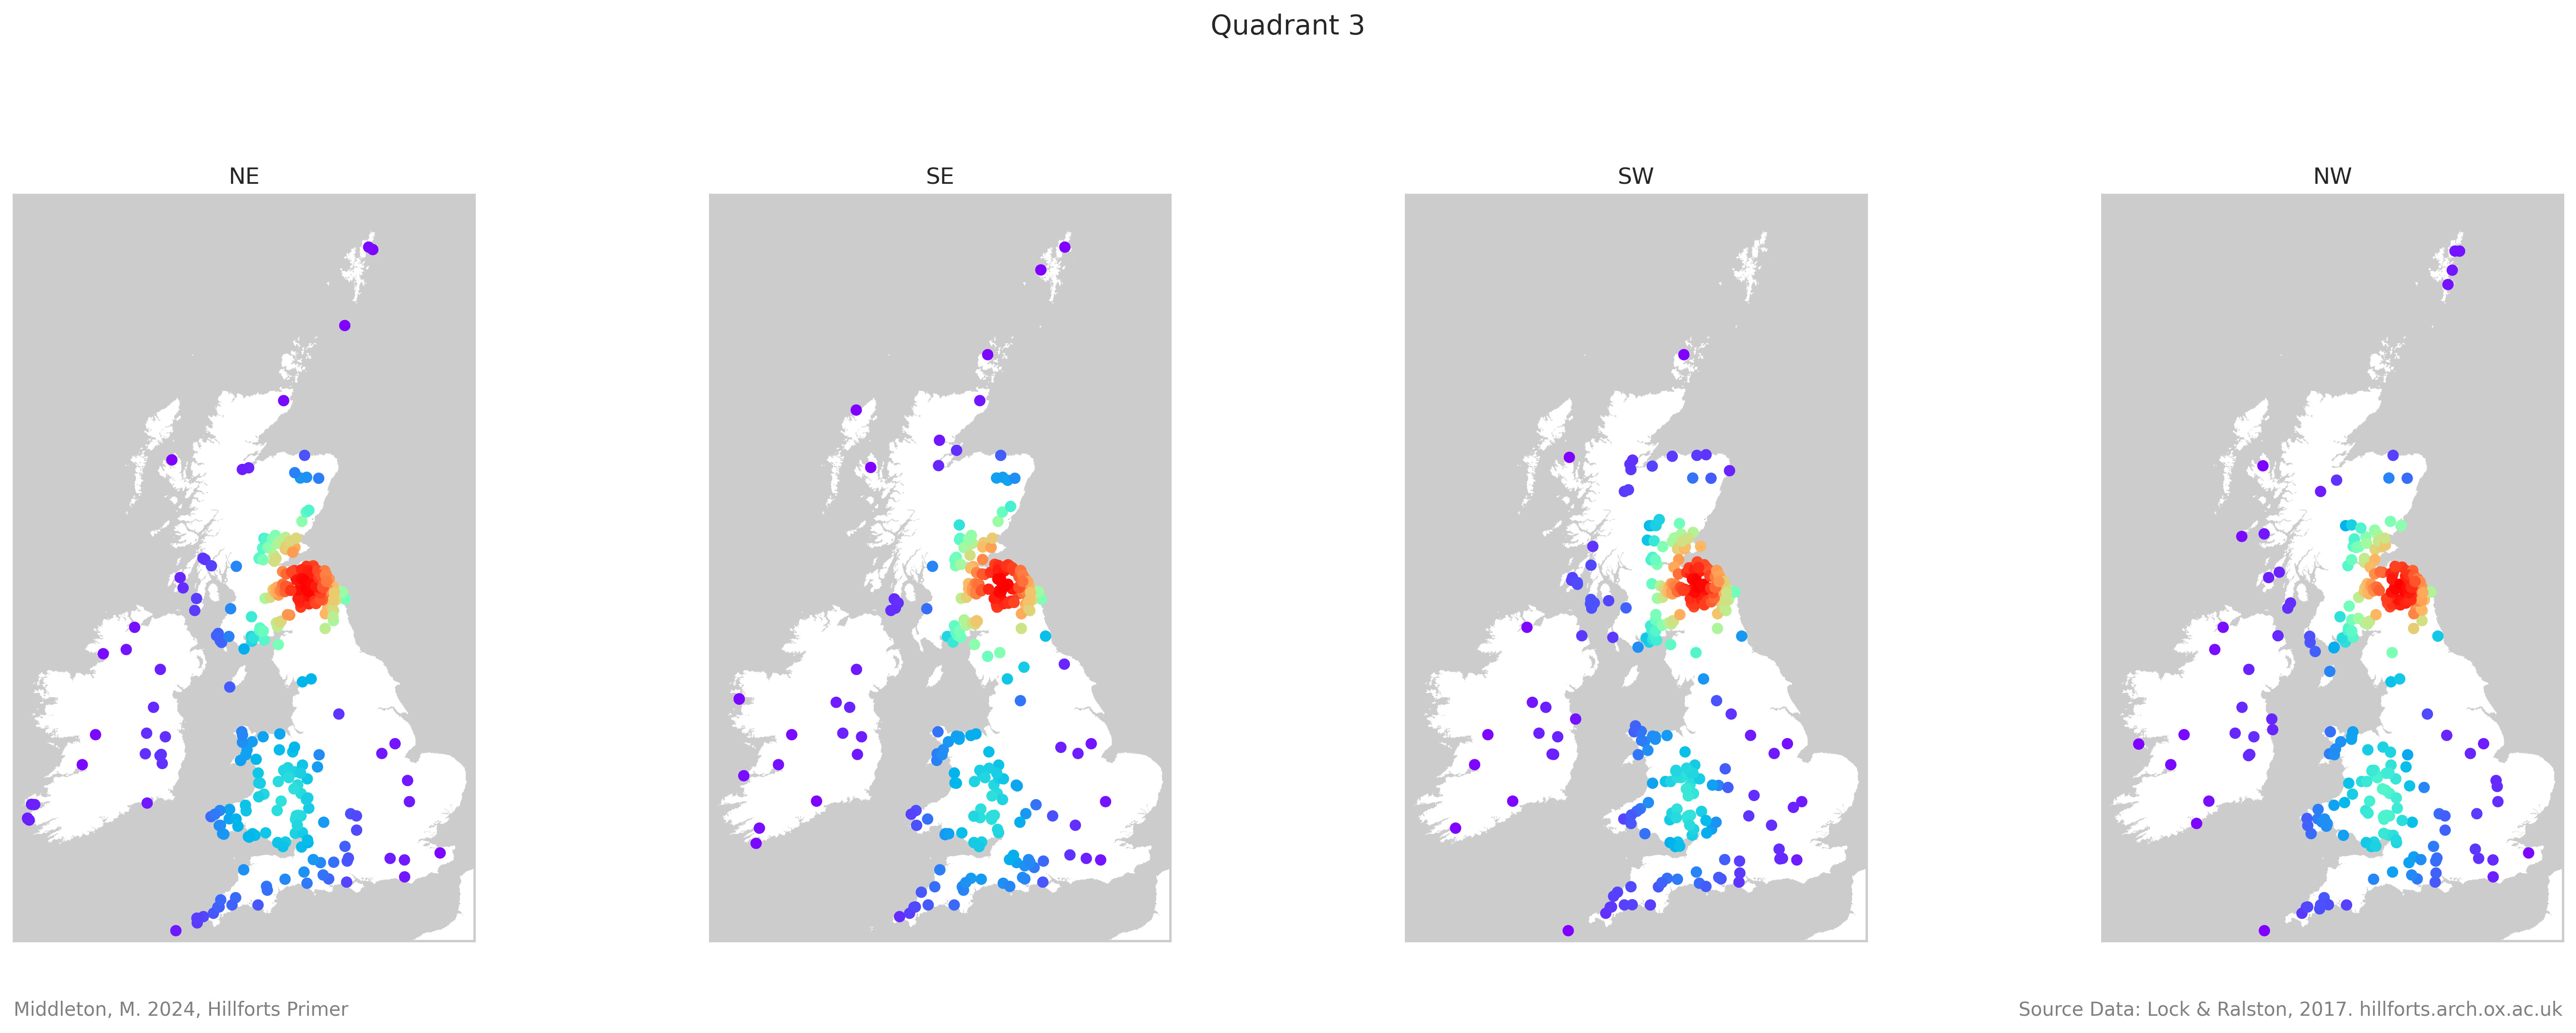 Quadrant 3
NE
SE
SW
NW
Middleton, M. 2024, Hillforts Primer
Source Data: Lock & Ralston, 2017. hillforts.arch.ox.ac.uk